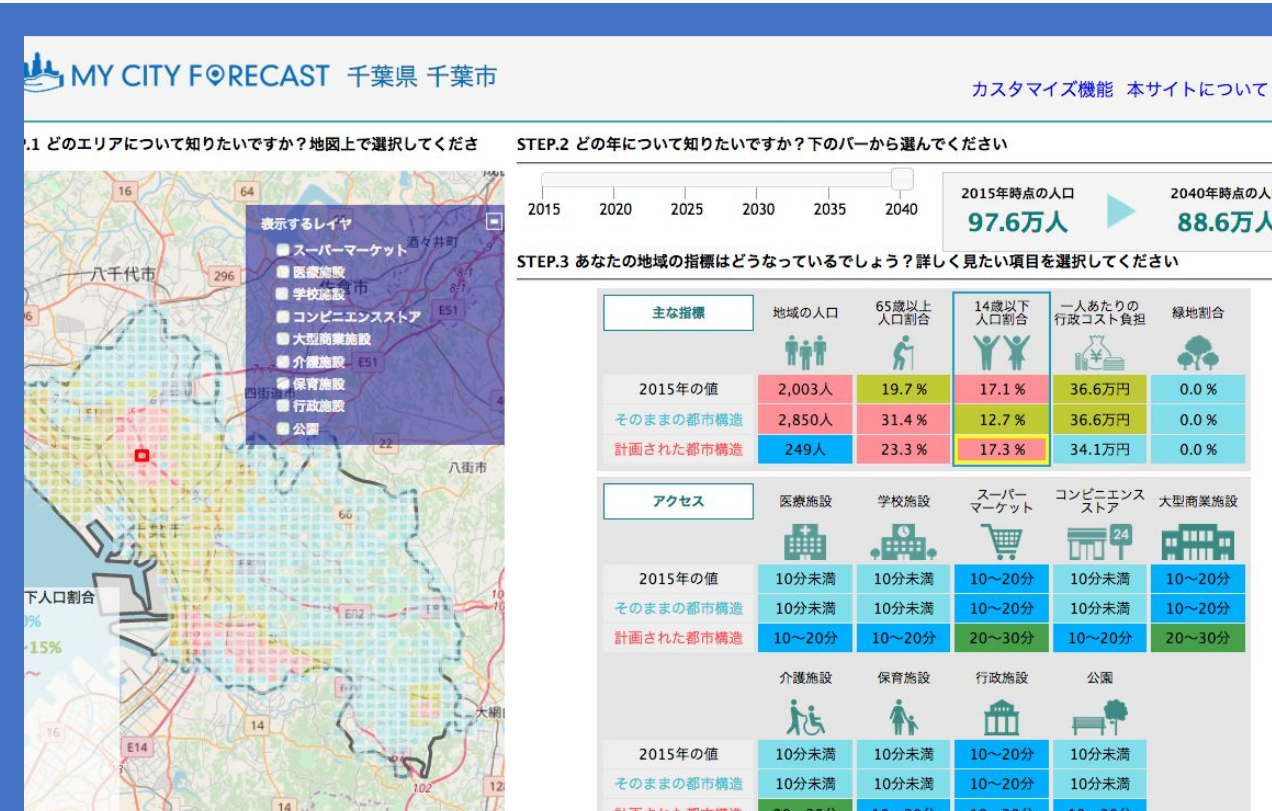 MY CITY FORECAST 千葉県 千葉市
カスタマイズ機能 本サイトについて
.1 どのエリアについて知りたいですか？地図上で選択してくださ
STEP.2 どの年について知りたいですか？下のバーから選んでください
2015 2020 2025 2030 2035 2040
2015年時点の人口
97.6万人
2040年時点の人
88.6万人
STEP.3 あなたの地域の指標はどうなっているでしょう？詳しく見たい項目を選択してください
表示するレイヤ
スーパーマーケット
医療施設
学校施設
コンビニエンスストア
大型商業施設
介護施設
保育施設
行政施設
公園
16
64
酒々井町
八千代市
296
佐倉市
E51
E51
四街道市
22
八街市
66
E82
14
16
E14
14
102
12
下人口割合
0%
15%
主な指標 地域の人口 65歳以上人口割合 14歳以下人口割合 一人あたりの行政コスト負担 緑地割合
2015年の値 2,003人 19.7 % 17.1 % 36.6万円 0.0 %
そのままの都市構造 2,850人 31.4 % 12.7 % 36.6万円 0.0 %
計画された都市構造 249人 23.3 % 17.3 % 34.1万円 0.0 %
アクセス 医療施設 学校施設 スーパーマーケット コンビニエンスストア 大型商業施設
24
2015年の値 10分未満 10分未満 10〜20分 10分未満 10〜20分
そのままの都市構造 10分未満 10分未満 10〜20分 10分未満 10〜20分
計画された都市構造 10〜20分 10〜20分 20〜30分 10〜20分 20〜30分
介護施設 保育施設 行政施設 公園
2015年の値 10分未満 10分未満 10〜20分 10分未満
そのままの都市構造 10分未満 10分未満 10〜20分 10分未満